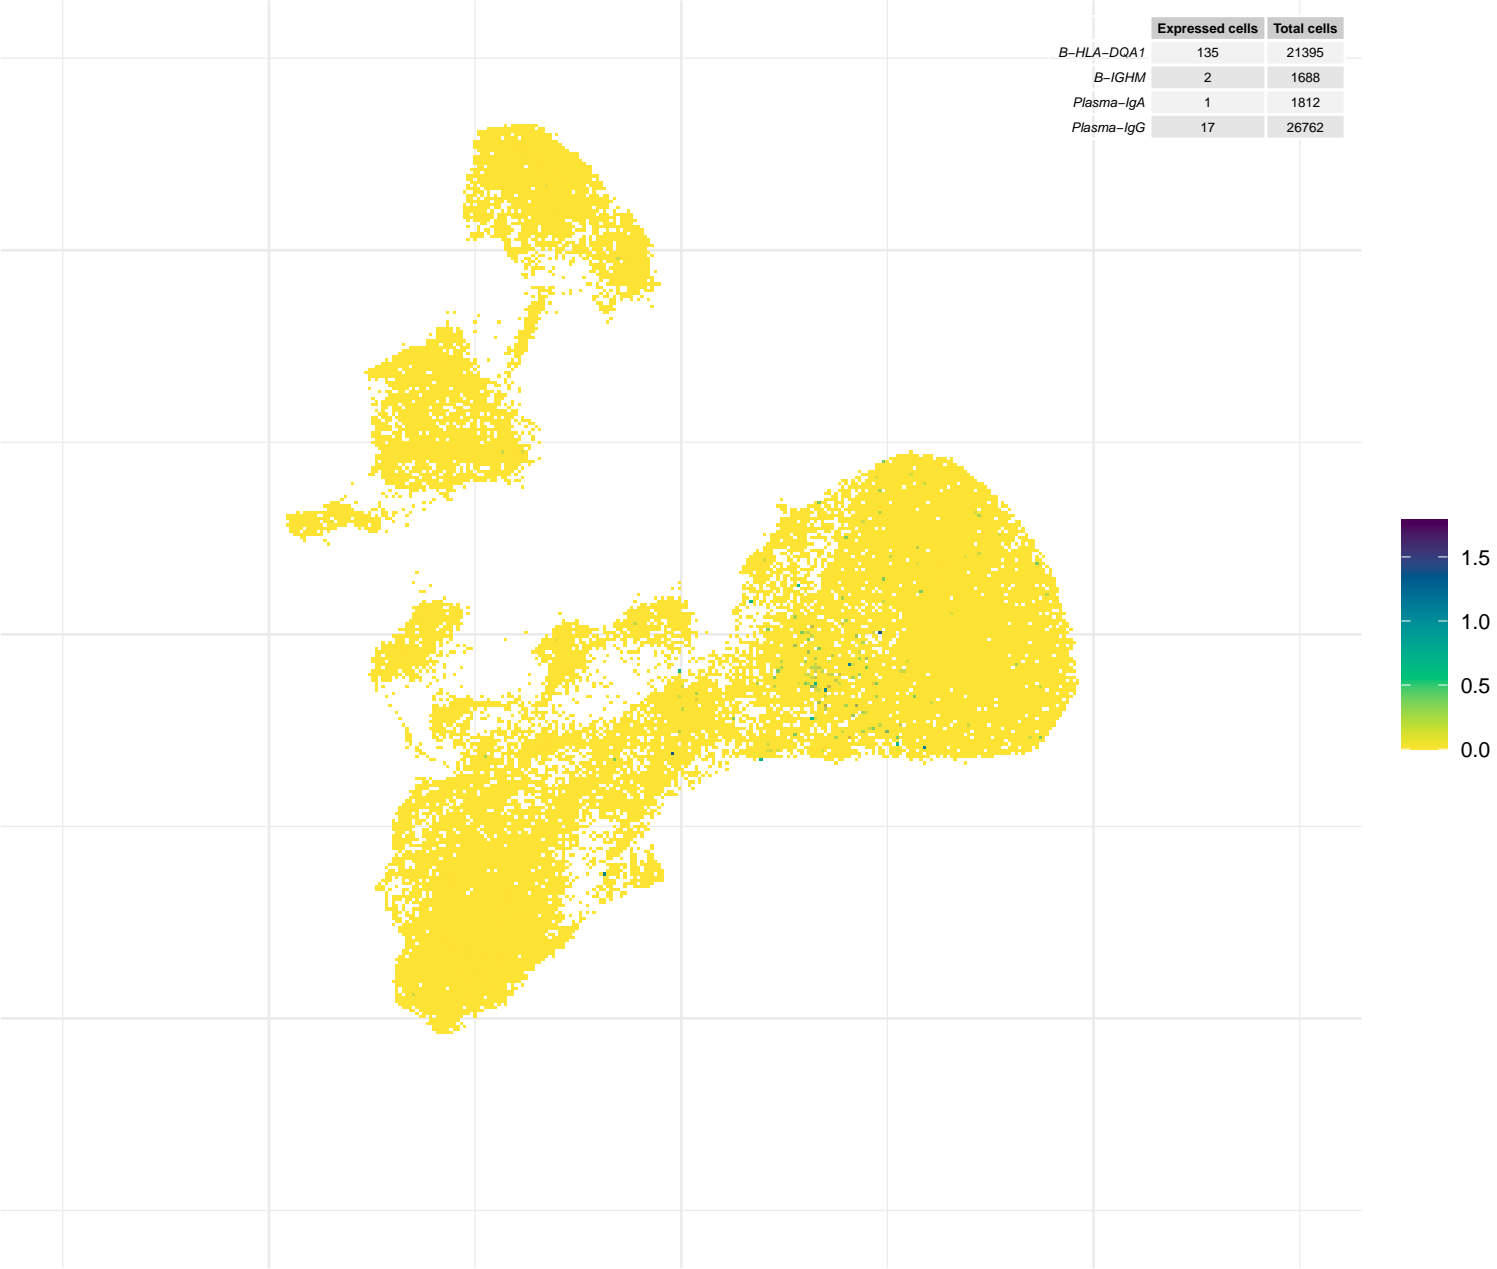 Expressed cells Total cells
B−HLA−DQA1 135 21395
B−IGHM 2 1688
Plasma−IgA 1 1812
Plasma−IgG 17 26762
1.5
1.0
0.5
0.0